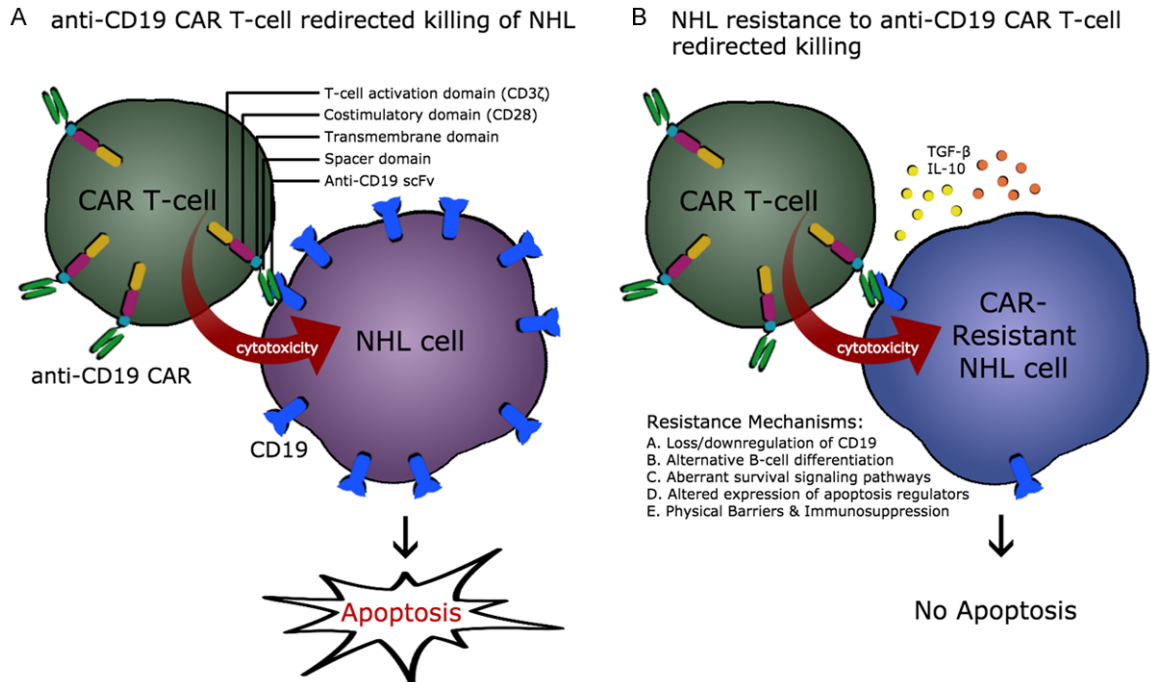 A
anti-CD19 CAR T-cell redirected killing of NHL
T-cell activation domain (CD3ζ)
Costimulatory domain (CD28)
Transmembrane domain
Spacer domain
Anti-CD19 scFv
CAR T-cell
cytotoxicity
NHL cell
anti-CD19 CAR
CD19
Apoptosis
B
NHL resistance to anti-CD19 CAR T-cell
redirected killing
TGF-β
IL-10
CAR T-cell
cytotoxicity
CAR-
Resistant
NHL cell
Resistance Mechanisms:
A. Loss/downregulation of CD19
B. Alternative B-cell differentiation
C. Aberrant survival signaling pathways
D. Altered expression of apoptosis regulators
E. Physical Barriers & Immunosuppression
No Apoptosis